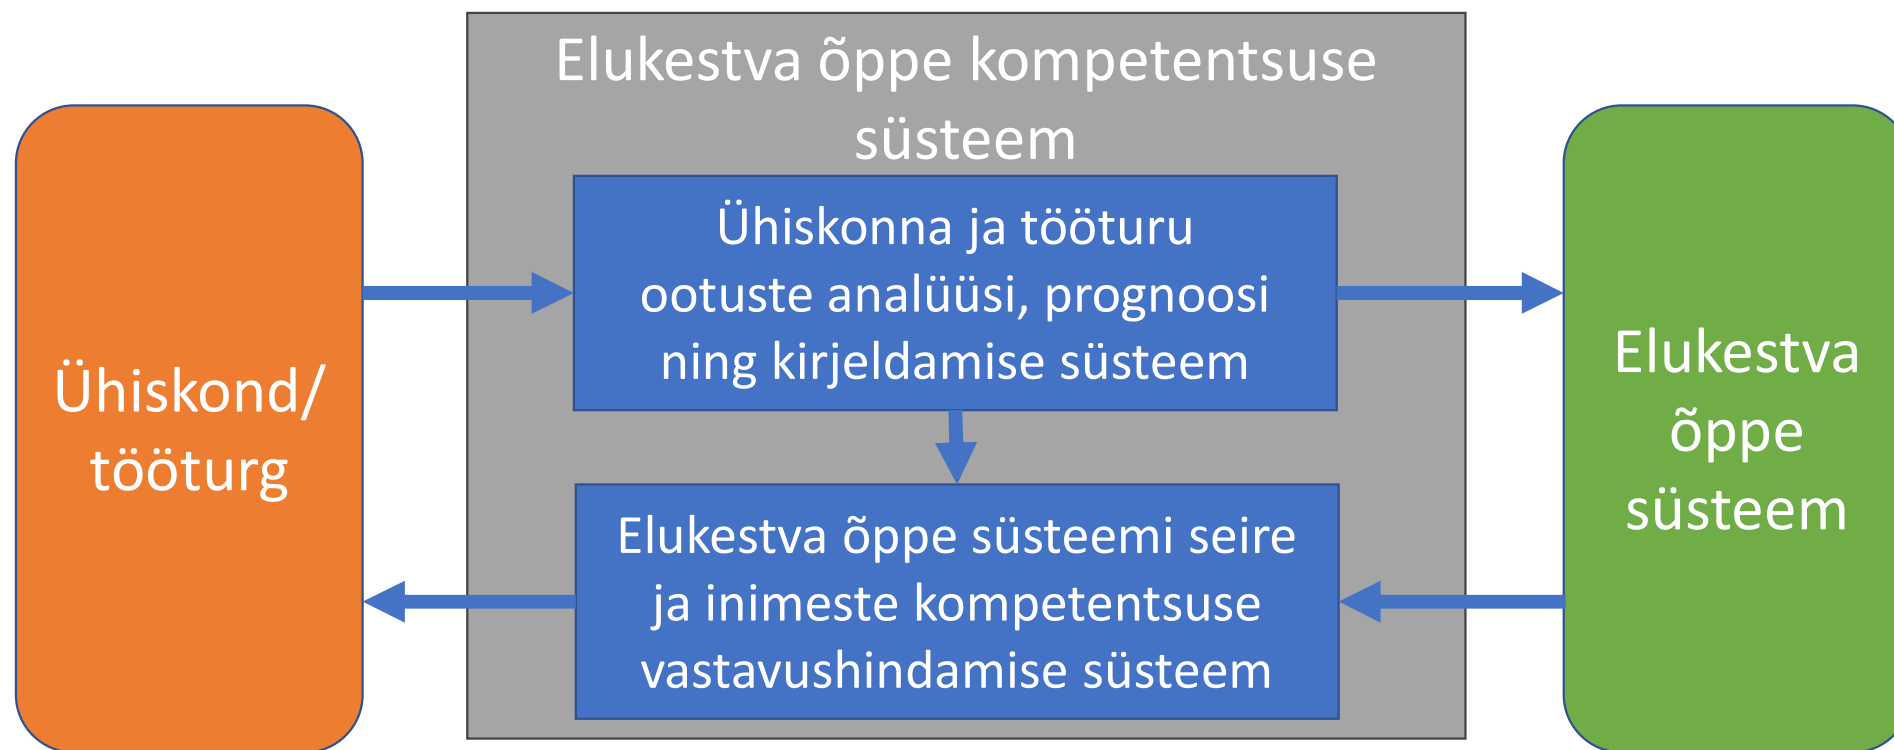 Elukestva õppe kompetentsuse
süsteem
Ühiskond/
tööturg
Ühiskonna ja tööturu
ootuste analüüsi, prognoosi
ning kirjeldamise süsteem
Elukestva õppe süsteemi seire
ja inimeste kompetentsuse
vastavushindamise süsteem
Elukestva
õppe
süsteem